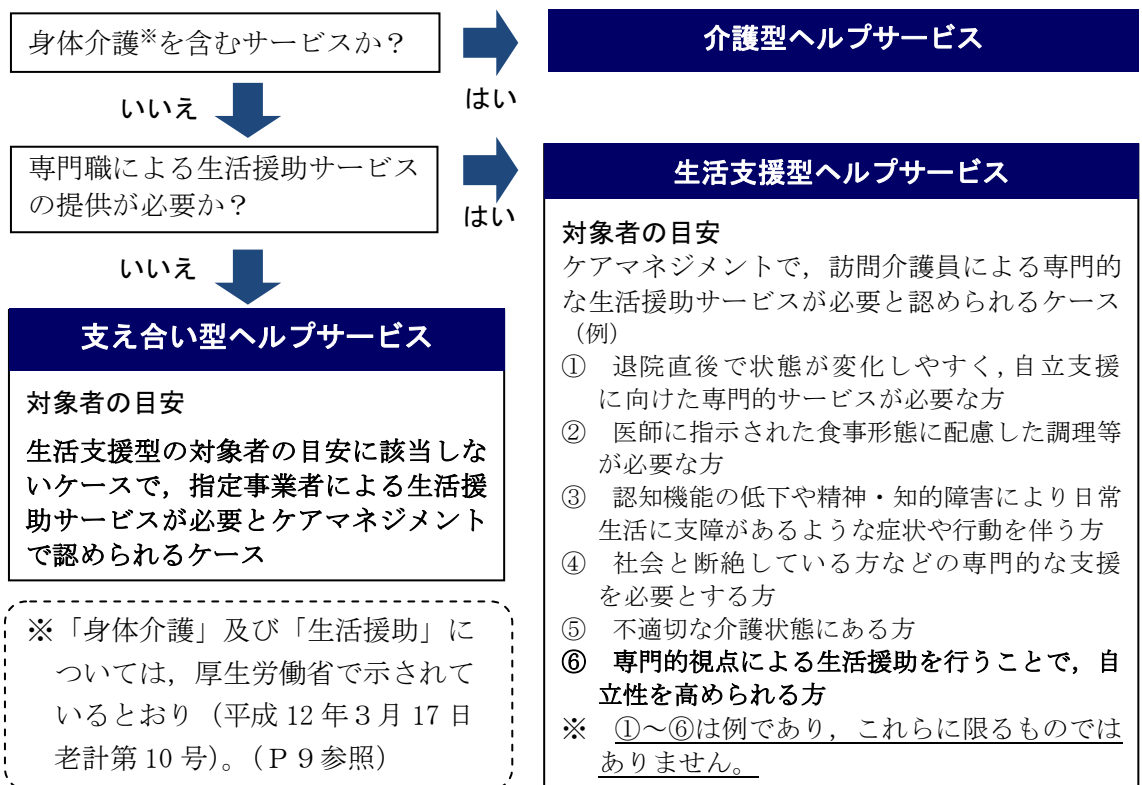 身体介護※を含むサービスか?
はい
介護型ヘルプサービス
いいえ
専門職による生活援助サービス
の提供が必要か?
はい
いいえ
支え合い型ヘルプサービス
対象者の目安
生活支援型の対象者の目安に該当しな
いケースで，指定事業者による生活援
助サービスが必要とケアマネジメント
で認められるケース
※「身体介護」及び「生活援助」に
ついては，厚生労働省で示されて
いるとおり（平成 12 年３月 17 日
老計第 10 号）。（Ｐ９参照）
生活支援型ヘルプサービス
対象者の目安
ケアマネジメントで，訪問介護員による専門的
な生活援助サービスが必要と認められるケース
（例）
① 退院直後で状態が変化しやすく，自立支援
に向けた専門的サービスが必要な方
② 医師に指示された食事形態に配慮した調理等
が必要な方
③ 認知機能の低下や精神・知的障害により日常
生活に支障があるような症状や行動を伴う方
④ 社会と断絶している方などの専門的な支援
を必要とする方
⑤ 不適切な介護状態にある方
⑥ 専門的視点による生活援助を行うことで，自
立性を高められる方
※ ①～⑥は例であり，これらに限るものでは
ありません。